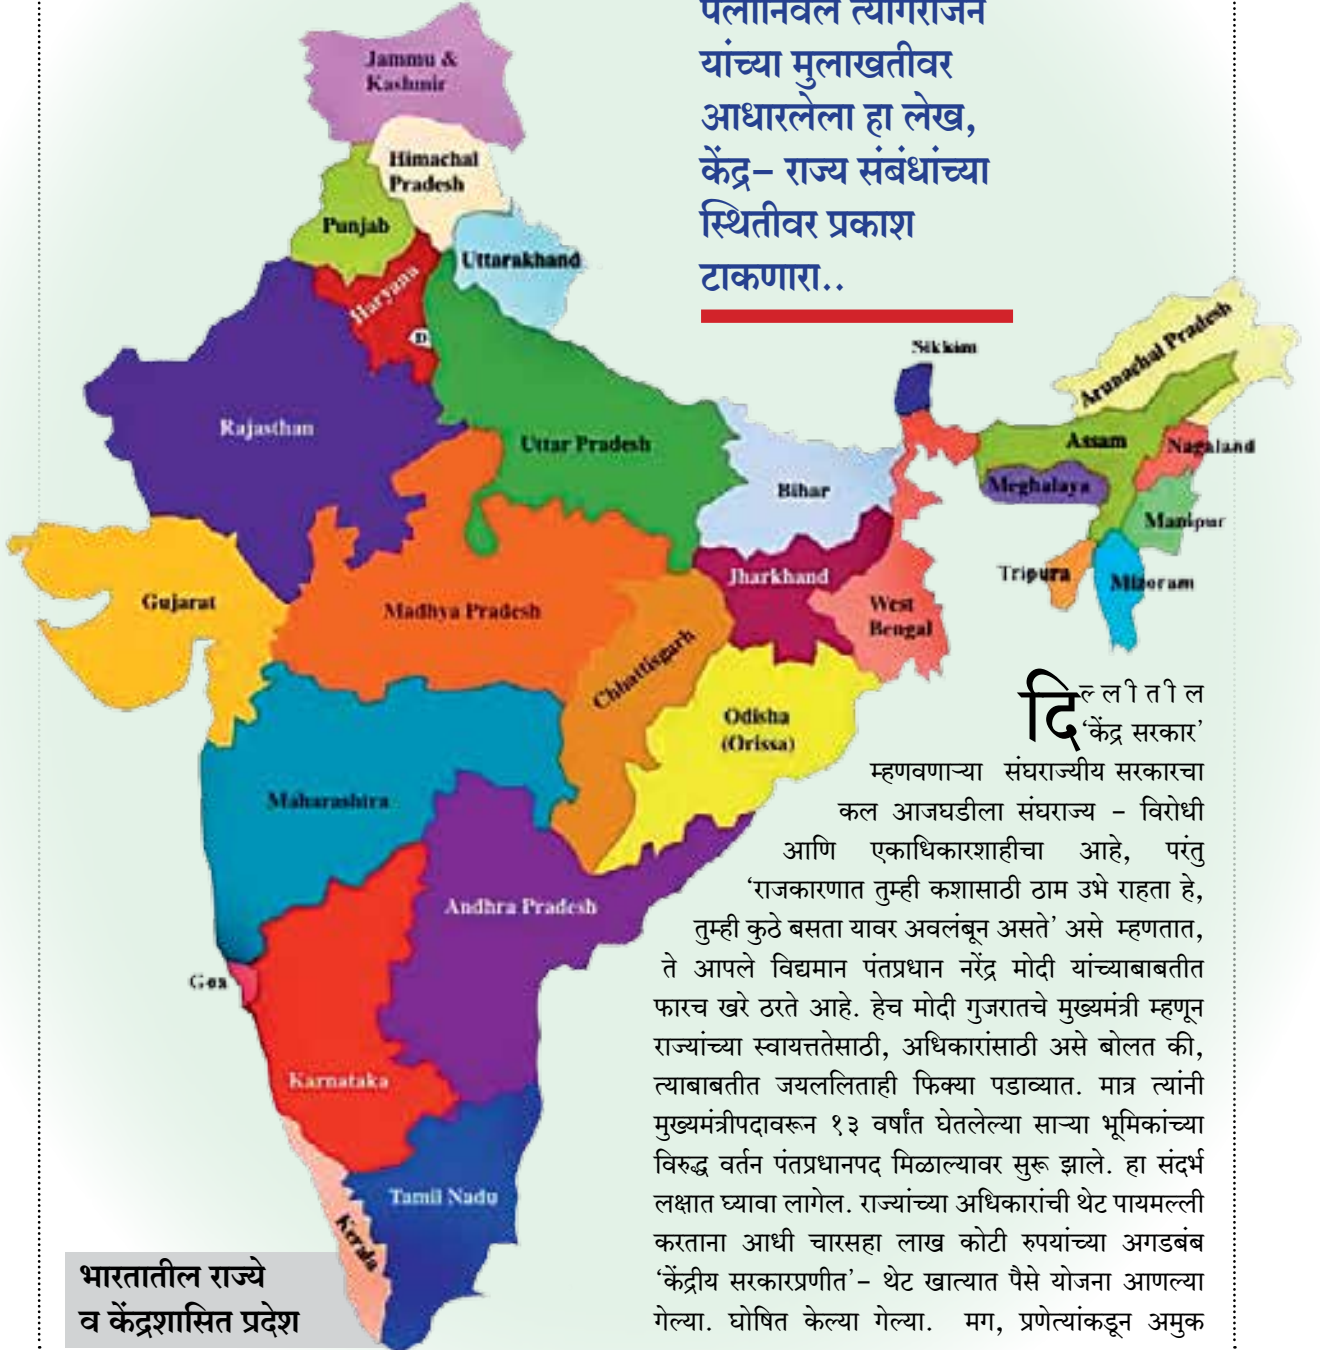 पलानिवेल त्यागराजन
यांच्या मुलाखतीवर
आधारलेला हा लेख,
केंद्र– राज्य संबंधांच्या
स्थितीवर प्रकाश
टाकणारा..
Jammu &
Kashmir
Himachal
Pradesh
Punjab
Uttarakhand
Haryana
D
Sikkim
Arunachal Pradesh
Rajasthan
Uttar Pradesh
Assam
Nagaland
Bihar
Meghalaya
Manipur
Gujarat
Madhya Pradesh
Jharkhand
Tripura
Mizoram
West
Bengal
Chhattisgarh
Odisha
(Orissa)
Maharashtra
Andhra Pradesh
Goa
Karnataka
Tamil Nadu
Kerala
भारतातील राज्ये
व केंद्रशासित प्रदेश
दिल्लीतील
‘केंद्र सरकार’
म्हणवणाऱ्या संघराज्यीय सरकारचा
कल आजघडीला संघराज्य – विरोधी
आणि एकाधिकारशाहीचा आहे, परंतु
‘राजकारणात तुम्ही कशासाठी ठाम उभे राहता हे,
तुम्ही कुठे बसता यावर अवलंबून असते’ असे म्हणतात,
ते आपले विद्यमान पंतप्रधान नरेंद्र मोदी यांच्याबाबतीत
फारच खरे ठरते आहे. हेच मोदी गुजरातचे मुख्यमंत्री म्हणून
राज्यांच्या स्वायत्ततेसाठी, अधिकारांसाठी असे बोलत की,
त्याबाबतीत जयललिताही फिक्या पडाव्यात. मात्र त्यांनी
मुख्यमंत्रीपदावरून १३ वर्षांत घेतलेल्या साऱ्या भूमिकांच्या
विरुद्ध वर्तन पंतप्रधानपद मिळाल्यावर सुरू झाले. हा संदर्भ
लक्षात घ्यावा लागेल. राज्यांच्या अधिकारांची थेट पायमल्ली
करताना आधी चारसहा लाख कोटी रुपयांच्या अगडबंब
‘केंद्रीय सरकारप्रणीत’– थेट खात्यात पैसे योजना आणल्या
गेल्या. घोषित केल्या गेल्या. मग, प्रणेत्यांकडून अमुक